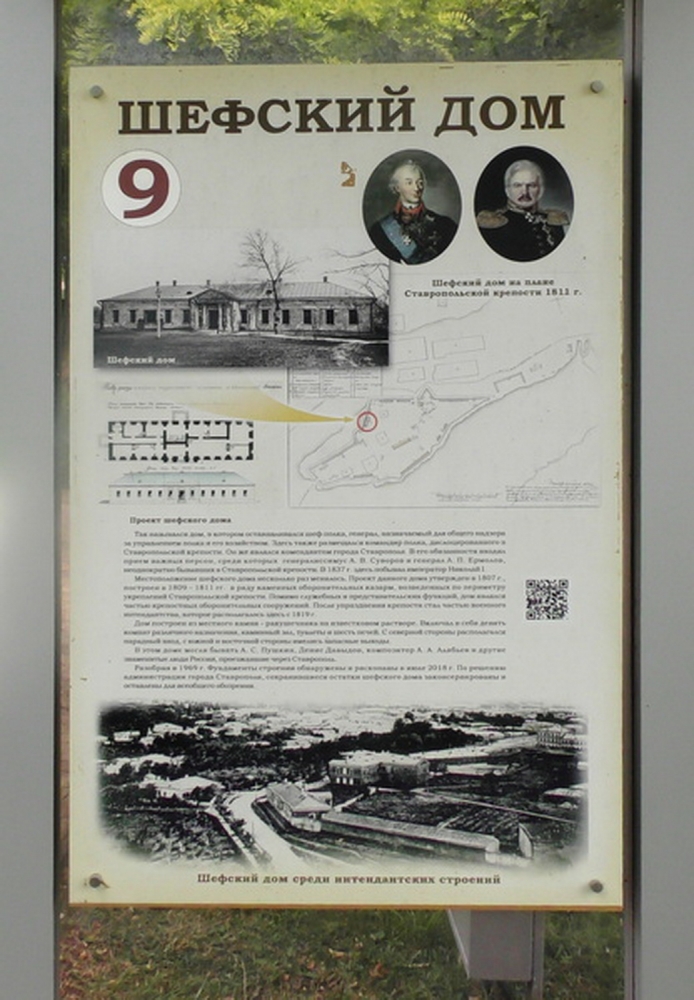 ШЕФСКИЙ ДОМ
9
Шефский дом на плане
Ставропольской крепости 1811 г.
Шефский дом
Проект шефского дома
Так назывался дом, в котором останавливался шеф полка, генерал, назначаемый для общего надзора
за управлением полка и его хозяйством. Здесь также размещался командир полка, дислоцированного в
Ставропольской крепости. Он же являлся комендантом города Ставрополя. В его обязанности входил
прием важных персон, среди которых генералиссимус А. В. Суворов и генерал А. П. Ермолов,
неоднократно бывавшие в Ставропольской крепости. В 1837 г. здесь побывал император Николай I.
Местоположение шефского дома несколько раз менялось. Проект данного дома утвержден в 1807 г.,
построен в 1809 - 1811 гг. в ряду каменных оборонительных казарм, возведенных по периметру
укреплений Ставропольской крепости. Помимо служебных и представительских функций, дом являлся
частью крепостных оборонительных сооружений. После упразднения крепости стал частью военного
интендантства, которое располагалось здесь с 1819 г.
Дом построен из местного камня - ракушечника на известковом растворе. Включал в себя девять
комнат различного назначения, каминный зал, туалеты и шесть печей. С северной стороны располагался
парадный вход, с южной и восточной стороны имелись запасные выходы.
В этом доме могли бывать А. С. Пушкин, Денис Давыдов, композитор А. А. Алябьев и другие
знаменитые люди России, проезжавшие через Ставрополь.
Разобран в 1969 г. Фундаменты строения обнаружены и раскопаны в июле 2018 г. По решению
администрации города Ставрополя, сохранившиеся остатки шефского дома законсервированы и
оставлены для всеобщего обозрения.
Шефский дом среди интендантских строений